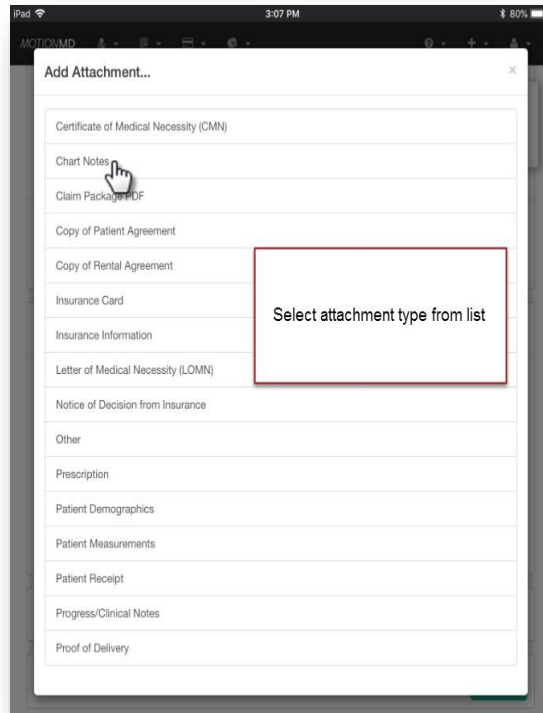 iPad 3:07 PM 80%
MOTIONMD
Add Attachment... ×
Certificate of Medical Necessity (CMN)
Chart Notes
Claim Package PDF
Copy of Patient Agreement
Copy of Rental Agreement
Insurance Card
Select attachment type from list
Insurance Information
Letter of Medical Necessity (LOMN)
Notice of Decision from Insurance
Other
Prescription
Patient Demographics
Patient Measurements
Patient Receipt
Progress/Clinical Notes
Proof of Delivery